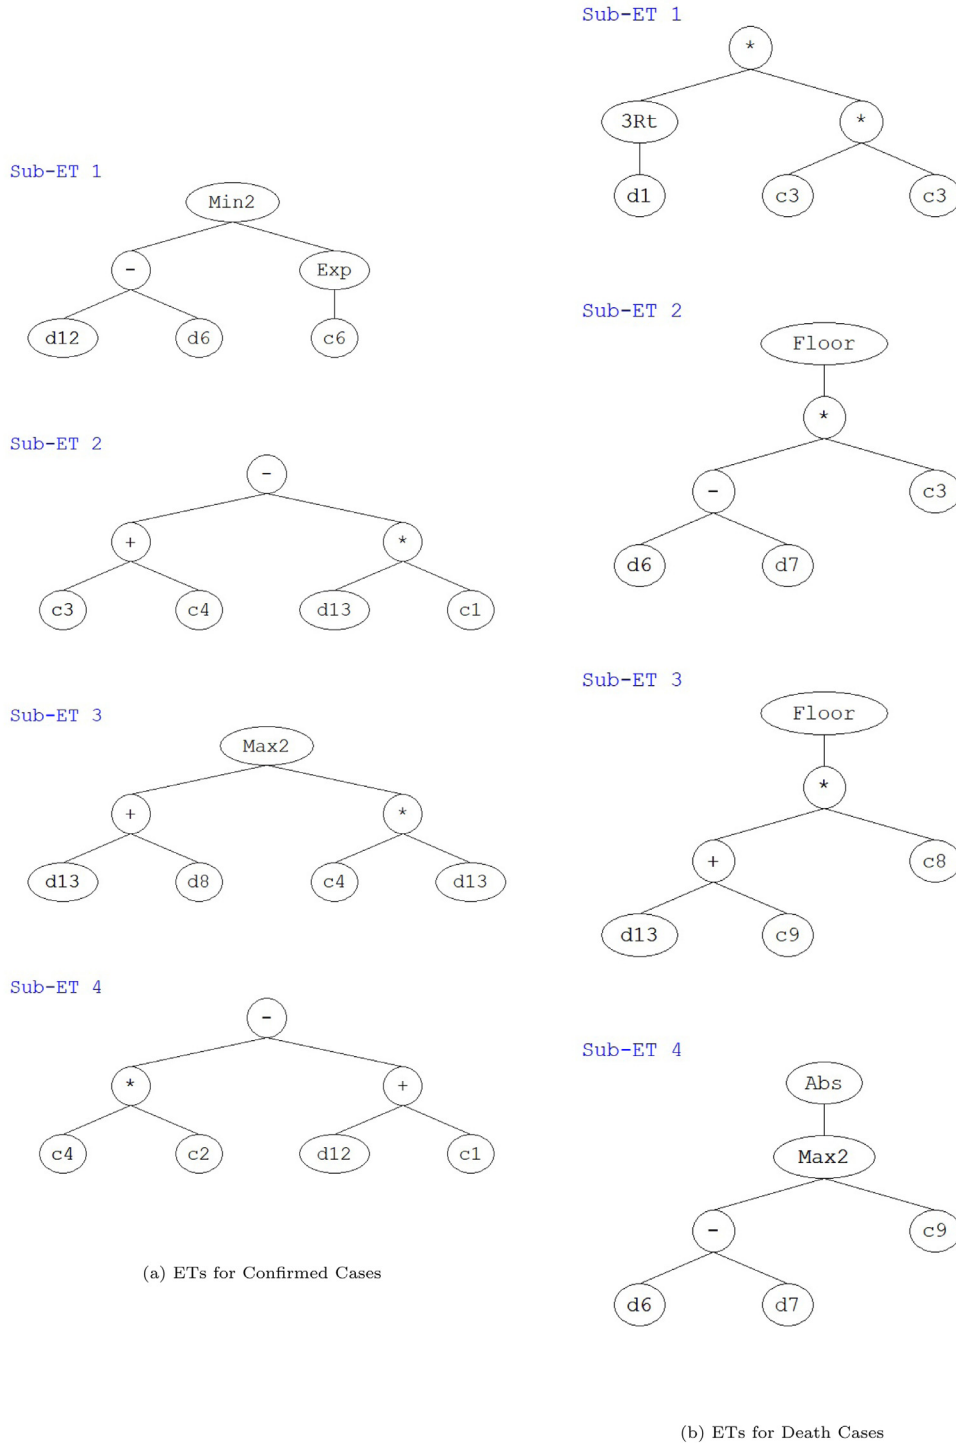 Sub-ET 1
Min2
- Exp
d12 d6 c6
Sub-ET 2
-
+ *
c3 c4 d13 c1
Sub-ET 3
Max2
+ *
d13 d8 c4 d13
Sub-ET 4
-
* +
c4 c2 d12 c1
(a) ETs for Confirmed Cases
Sub-ET 1
*
3Rt *
d1 c3 c3
Sub-ET 2
Floor
*
- c3
d6 d7
Sub-ET 3
Floor
*
+ c8
d13 c9
Sub-ET 4
Abs
Max2
- c9
d6 d7
(b) ETs for Death Cases